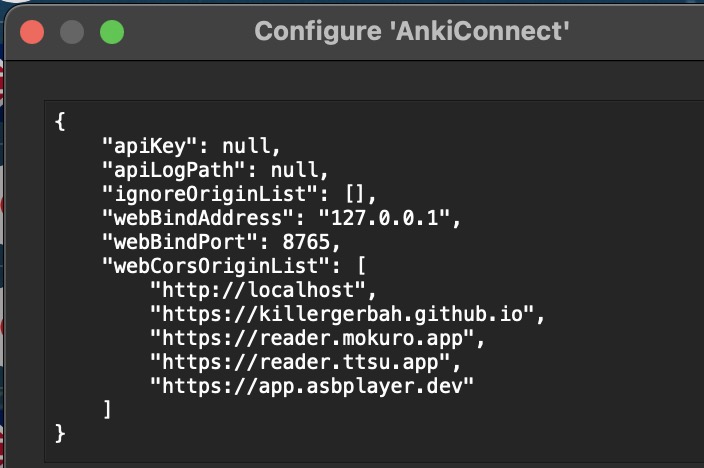 Configure 'AnkiConnect'
{
    "apiKey": null,
    "apiLogPath": null,
    "ignoreOriginList": [],
    "webBindAddress": "127.0.0.1",
    "webBindPort": 8765,
    "webCorsOriginList": [
        "http://localhost",
        "https://killergerbah.github.io",
        "https://reader.mokuro.app",
        "https://reader.ttsu.app",
        "https://app.asbplayer.dev"
    ]
}